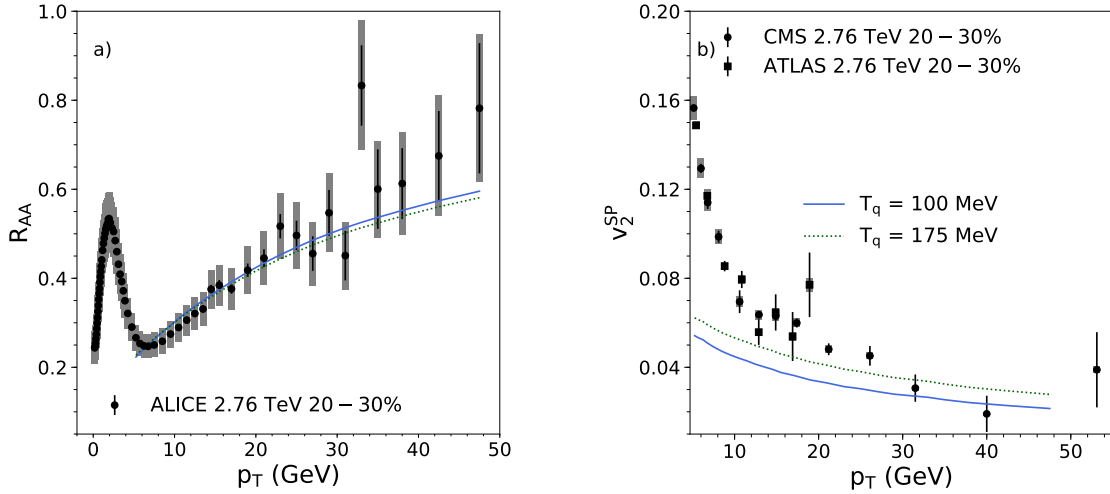 a)
R_AA
1.0
0.8
0.6
0.4
0.2
ALICE 2.76 TeV 20 − 30%
0 10 20 30 40 50
p_T (GeV)
b)
v_2^SP
0.20
0.16
0.12
0.08
0.04
CMS 2.76 TeV 20 − 30%
ATLAS 2.76 TeV 20 − 30%
T_q = 100 MeV
T_q = 175 MeV
10 20 30 40 50
p_T (GeV)